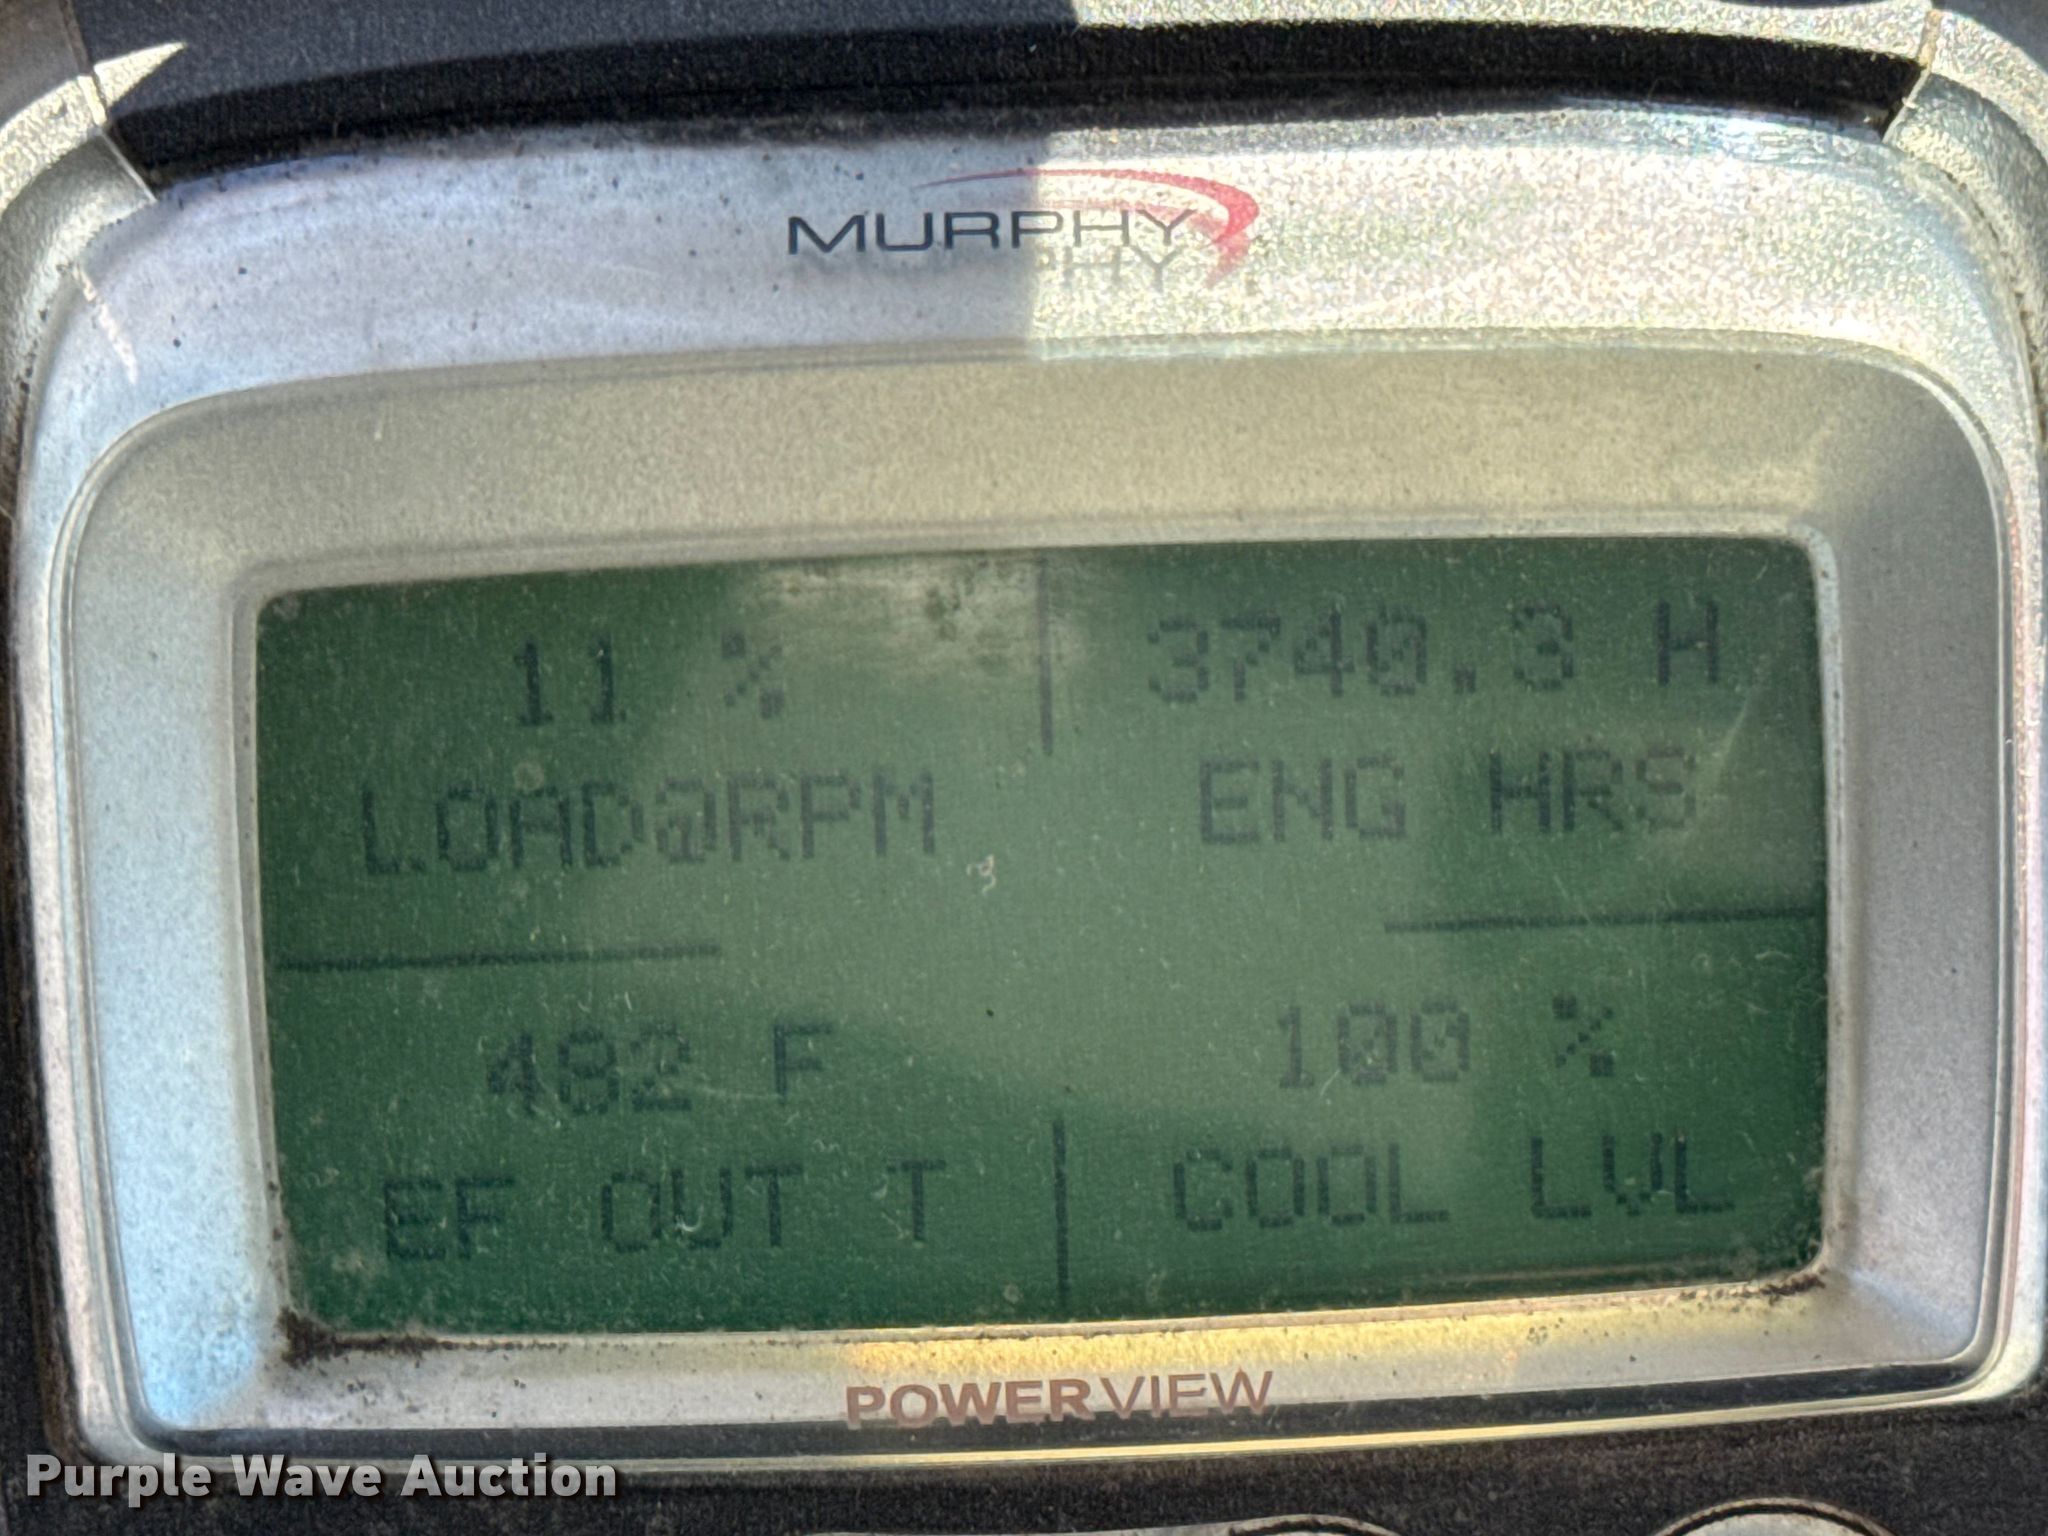 MURPHY
11 %
LOAD@RPM
3740.3 H
ENG HRS
482 F
EF OUT T
100 %
COOL LVL
POWERVIEW
Purple Wave Auction